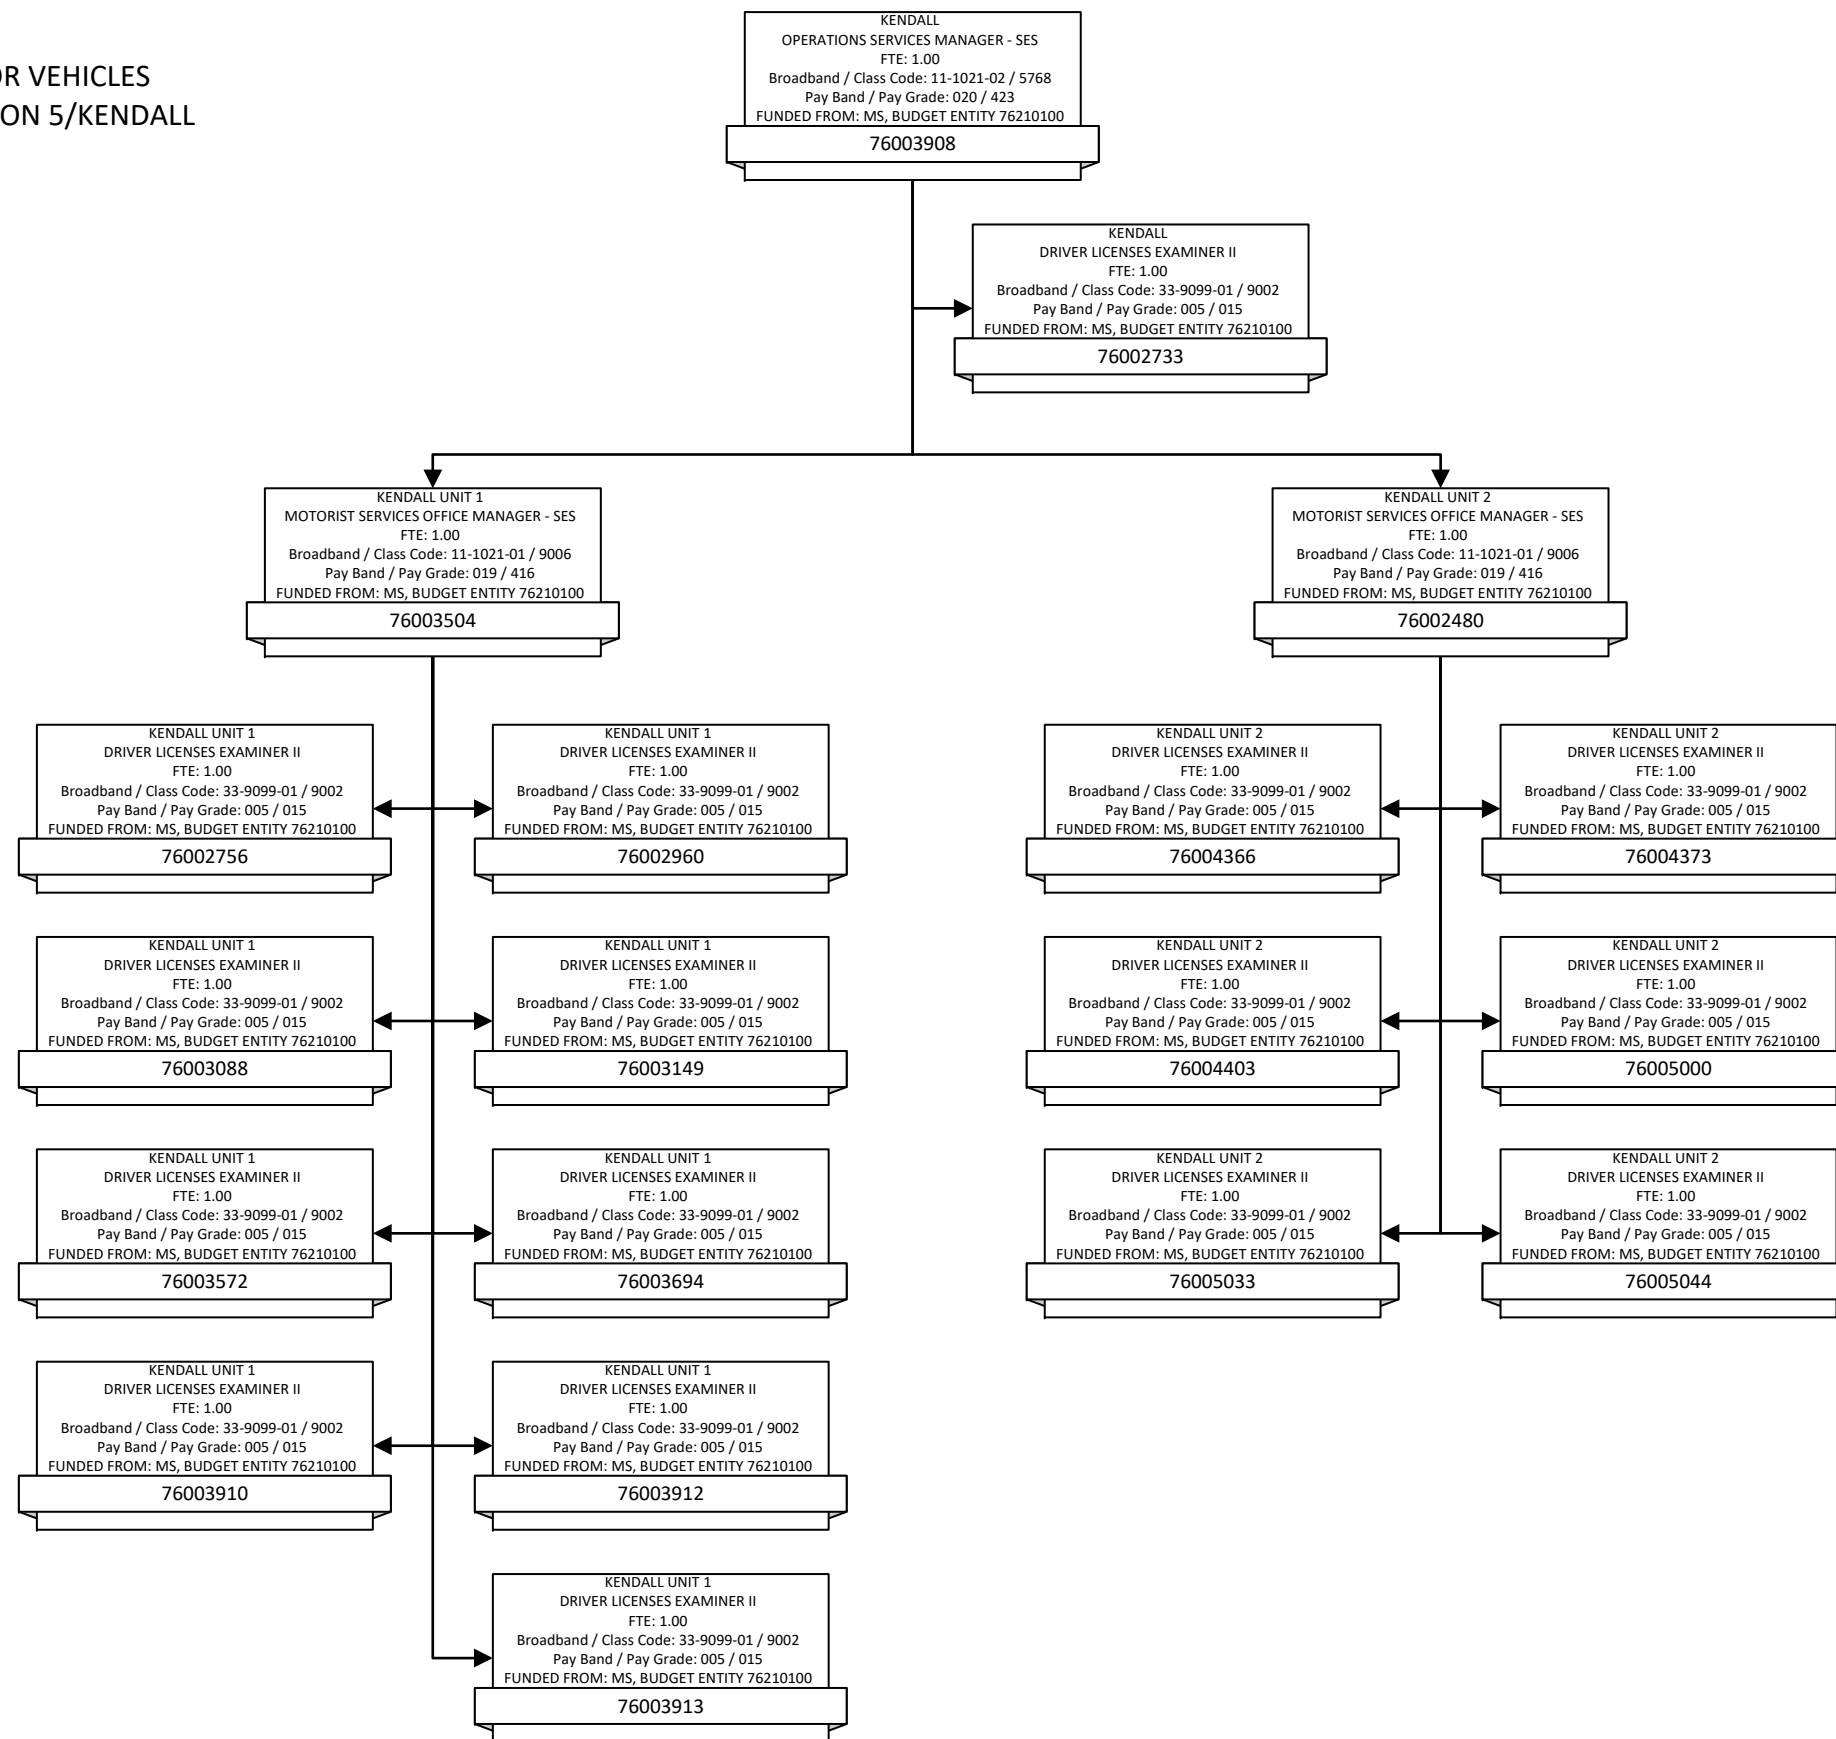 OR VEHICLES
ON 5/KENDALL
KENDALL
OPERATIONS SERVICES MANAGER - SES
FTE: 1.00
Broadband / Class Code: 11-1021-02 / 5768
Pay Band / Pay Grade: 020 / 423
FUNDED FROM: MS, BUDGET ENTITY 76210100
76003908
KENDALL
DRIVER LICENSES EXAMINER II
FTE: 1.00
Broadband / Class Code: 33-9099-01 / 9002
Pay Band / Pay Grade: 005 / 015
FUNDED FROM: MS, BUDGET ENTITY 76210100
76002733
KENDALL UNIT 1
MOTORIST SERVICES OFFICE MANAGER - SES
FTE: 1.00
Broadband / Class Code: 11-1021-01 / 9006
Pay Band / Pay Grade: 019 / 416
FUNDED FROM: MS, BUDGET ENTITY 76210100
76003504
KENDALL UNIT 2
MOTORIST SERVICES OFFICE MANAGER - SES
FTE: 1.00
Broadband / Class Code: 11-1021-01 / 9006
Pay Band / Pay Grade: 019 / 416
FUNDED FROM: MS, BUDGET ENTITY 76210100
76002480
KENDALL UNIT 1
DRIVER LICENSES EXAMINER II
FTE: 1.00
Broadband / Class Code: 33-9099-01 / 9002
Pay Band / Pay Grade: 005 / 015
FUNDED FROM: MS, BUDGET ENTITY 76210100
76002756
KENDALL UNIT 1
DRIVER LICENSES EXAMINER II
FTE: 1.00
Broadband / Class Code: 33-9099-01 / 9002
Pay Band / Pay Grade: 005 / 015
FUNDED FROM: MS, BUDGET ENTITY 76210100
76002960
KENDALL UNIT 2
DRIVER LICENSES EXAMINER II
FTE: 1.00
Broadband / Class Code: 33-9099-01 / 9002
Pay Band / Pay Grade: 005 / 015
FUNDED FROM: MS, BUDGET ENTITY 76210100
76004366
KENDALL UNIT 2
DRIVER LICENSES EXAMINER II
FTE: 1.00
Broadband / Class Code: 33-9099-01 / 9002
Pay Band / Pay Grade: 005 / 015
FUNDED FROM: MS, BUDGET ENTITY 76210100
76004373
KENDALL UNIT 1
DRIVER LICENSES EXAMINER II
FTE: 1.00
Broadband / Class Code: 33-9099-01 / 9002
Pay Band / Pay Grade: 005 / 015
FUNDED FROM: MS, BUDGET ENTITY 76210100
76003088
KENDALL UNIT 1
DRIVER LICENSES EXAMINER II
FTE: 1.00
Broadband / Class Code: 33-9099-01 / 9002
Pay Band / Pay Grade: 005 / 015
FUNDED FROM: MS, BUDGET ENTITY 76210100
76003149
KENDALL UNIT 2
DRIVER LICENSES EXAMINER II
FTE: 1.00
Broadband / Class Code: 33-9099-01 / 9002
Pay Band / Pay Grade: 005 / 015
FUNDED FROM: MS, BUDGET ENTITY 76210100
76004403
KENDALL UNIT 2
DRIVER LICENSES EXAMINER II
FTE: 1.00
Broadband / Class Code: 33-9099-01 / 9002
Pay Band / Pay Grade: 005 / 015
FUNDED FROM: MS, BUDGET ENTITY 76210100
76005000
KENDALL UNIT 1
DRIVER LICENSES EXAMINER II
FTE: 1.00
Broadband / Class Code: 33-9099-01 / 9002
Pay Band / Pay Grade: 005 / 015
FUNDED FROM: MS, BUDGET ENTITY 76210100
76003572
KENDALL UNIT 1
DRIVER LICENSES EXAMINER II
FTE: 1.00
Broadband / Class Code: 33-9099-01 / 9002
Pay Band / Pay Grade: 005 / 015
FUNDED FROM: MS, BUDGET ENTITY 76210100
76003694
KENDALL UNIT 2
DRIVER LICENSES EXAMINER II
FTE: 1.00
Broadband / Class Code: 33-9099-01 / 9002
Pay Band / Pay Grade: 005 / 015
FUNDED FROM: MS, BUDGET ENTITY 76210100
76005033
KENDALL UNIT 2
DRIVER LICENSES EXAMINER II
FTE: 1.00
Broadband / Class Code: 33-9099-01 / 9002
Pay Band / Pay Grade: 005 / 015
FUNDED FROM: MS, BUDGET ENTITY 76210100
76005044
KENDALL UNIT 1
DRIVER LICENSES EXAMINER II
FTE: 1.00
Broadband / Class Code: 33-9099-01 / 9002
Pay Band / Pay Grade: 005 / 015
FUNDED FROM: MS, BUDGET ENTITY 76210100
76003910
KENDALL UNIT 1
DRIVER LICENSES EXAMINER II
FTE: 1.00
Broadband / Class Code: 33-9099-01 / 9002
Pay Band / Pay Grade: 005 / 015
FUNDED FROM: MS, BUDGET ENTITY 76210100
76003912
KENDALL UNIT 1
DRIVER LICENSES EXAMINER II
FTE: 1.00
Broadband / Class Code: 33-9099-01 / 9002
Pay Band / Pay Grade: 005 / 015
FUNDED FROM: MS, BUDGET ENTITY 76210100
76003913